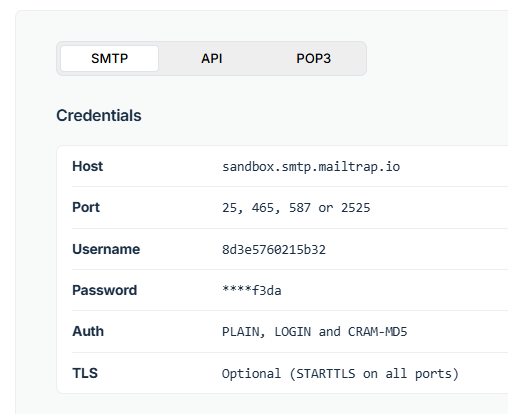 SMTP API POP3
Credentials
Host sandbox.smtp.mailtrap.io
Port 25, 465, 587 or 2525
Username 8d3e5760215b32
Password ****f3da
Auth PLAIN, LOGIN and CRAM-MD5
TLS Optional (STARTTLS on all ports)